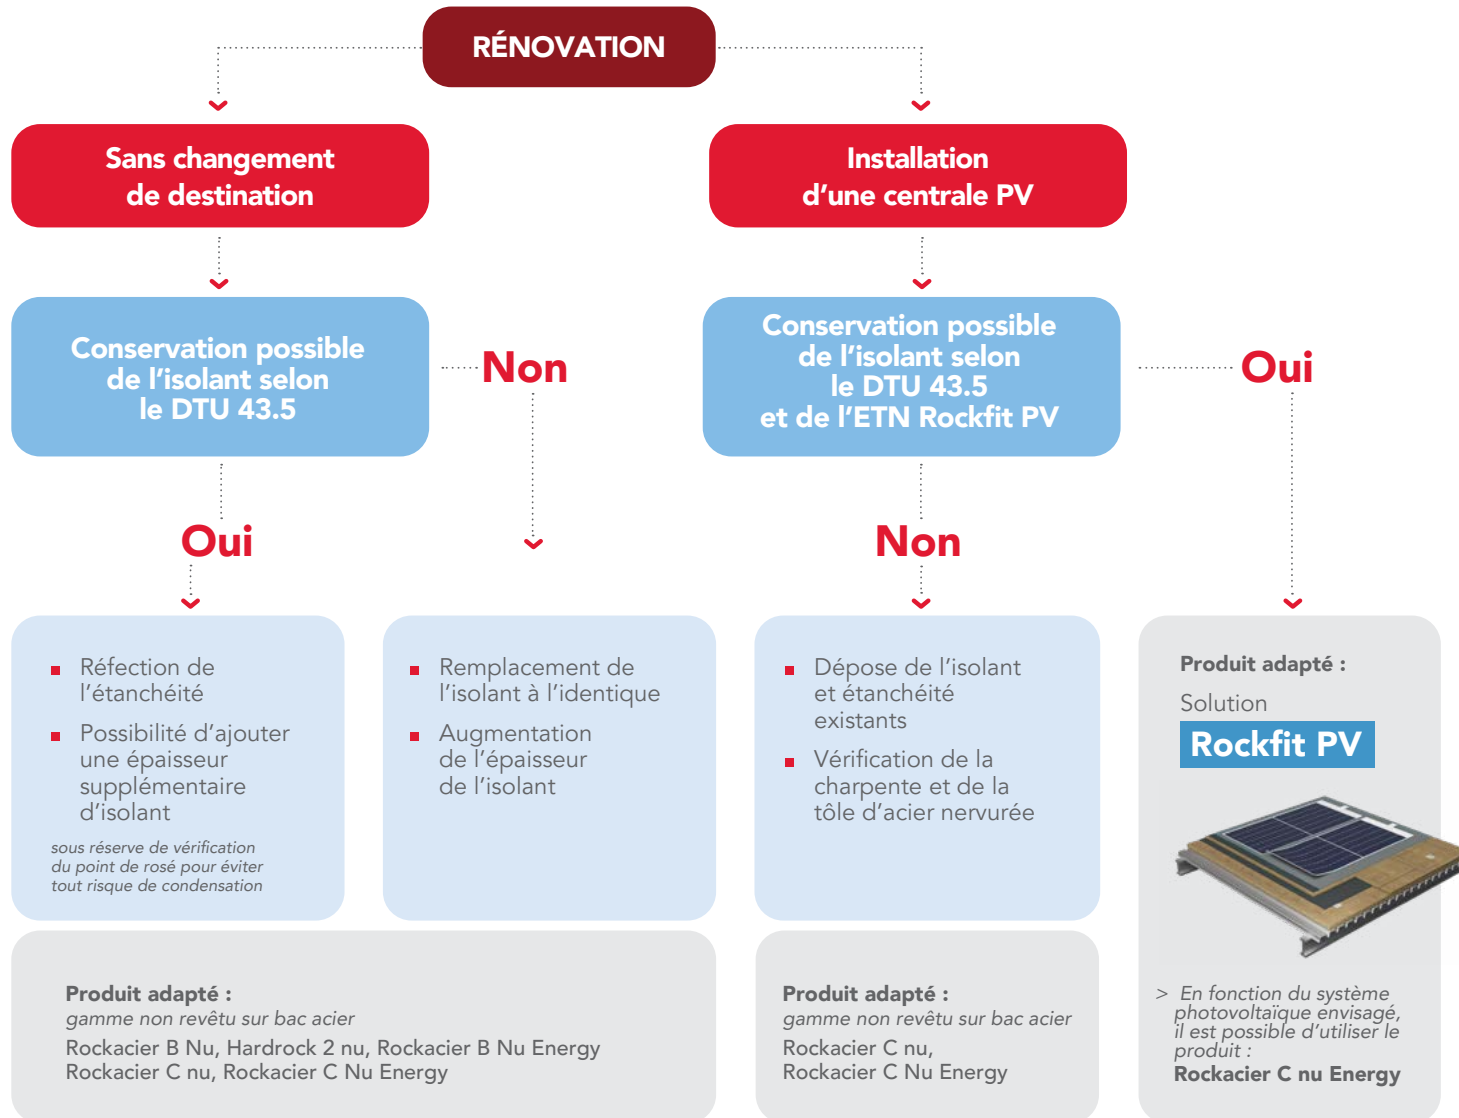 RÉNOVATION
Sans changement
de destination
Installation
d'une centrale PV
Conservation possible
de l'isolant selon
le DTU 43.5
Non
Conservation possible
de l'isolant selon
le DTU 43.5
et de l'ETN Rockfit PV
Oui
Oui
Non
Réfection de
l'étanchéité
Possibilité d'ajouter
une épaisseur
supplémentaire
d'isolant
sous réserve de vérification
du point de rosé pour éviter
tout risque de condensation
Remplacement de
l'isolant à l'identique
Augmentation
de l'épaisseur
de l'isolant
Dépose de l'isolant
et étanchéité
existants
Vérification de la
charpente et de la
tôle d'acier nervurée
Produit adapté :
Solution
Rockfit PV
> En fonction du système
photovoltaïque envisagé,
il est possible d'utiliser le
produit :
Rockacier C nu Energy
Produit adapté :
gamme non revêtu sur bac acier
Rockacier B Nu, Hardrock 2 nu, Rockacier B Nu Energy
Rockacier C nu, Rockacier C Nu Energy
Produit adapté :
gamme non revêtu sur bac acier
Rockacier C nu,
Rockacier C Nu Energy